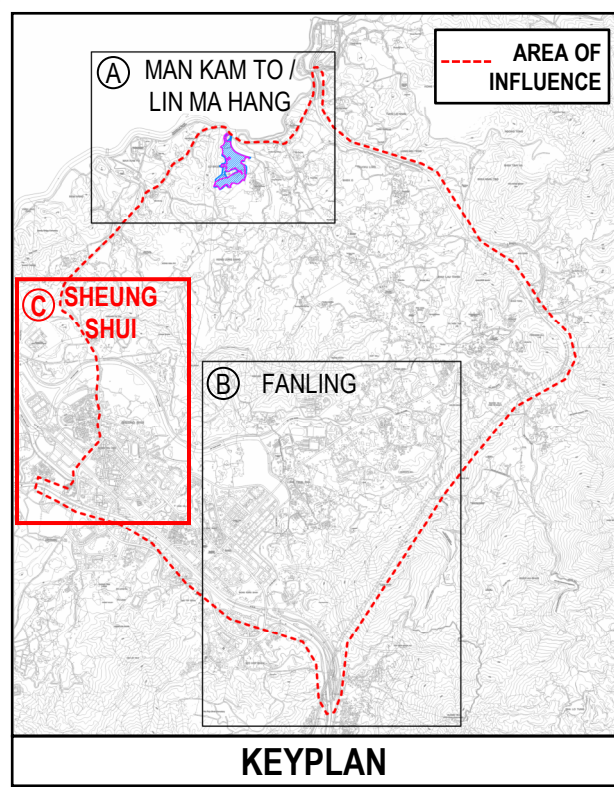 AREA OF
INFLUENCE
Ⓐ MAN KAM TO /
LIN MA HANG
Ⓒ SHEUNG
SHUI
Ⓑ FANLING
KEYPLAN